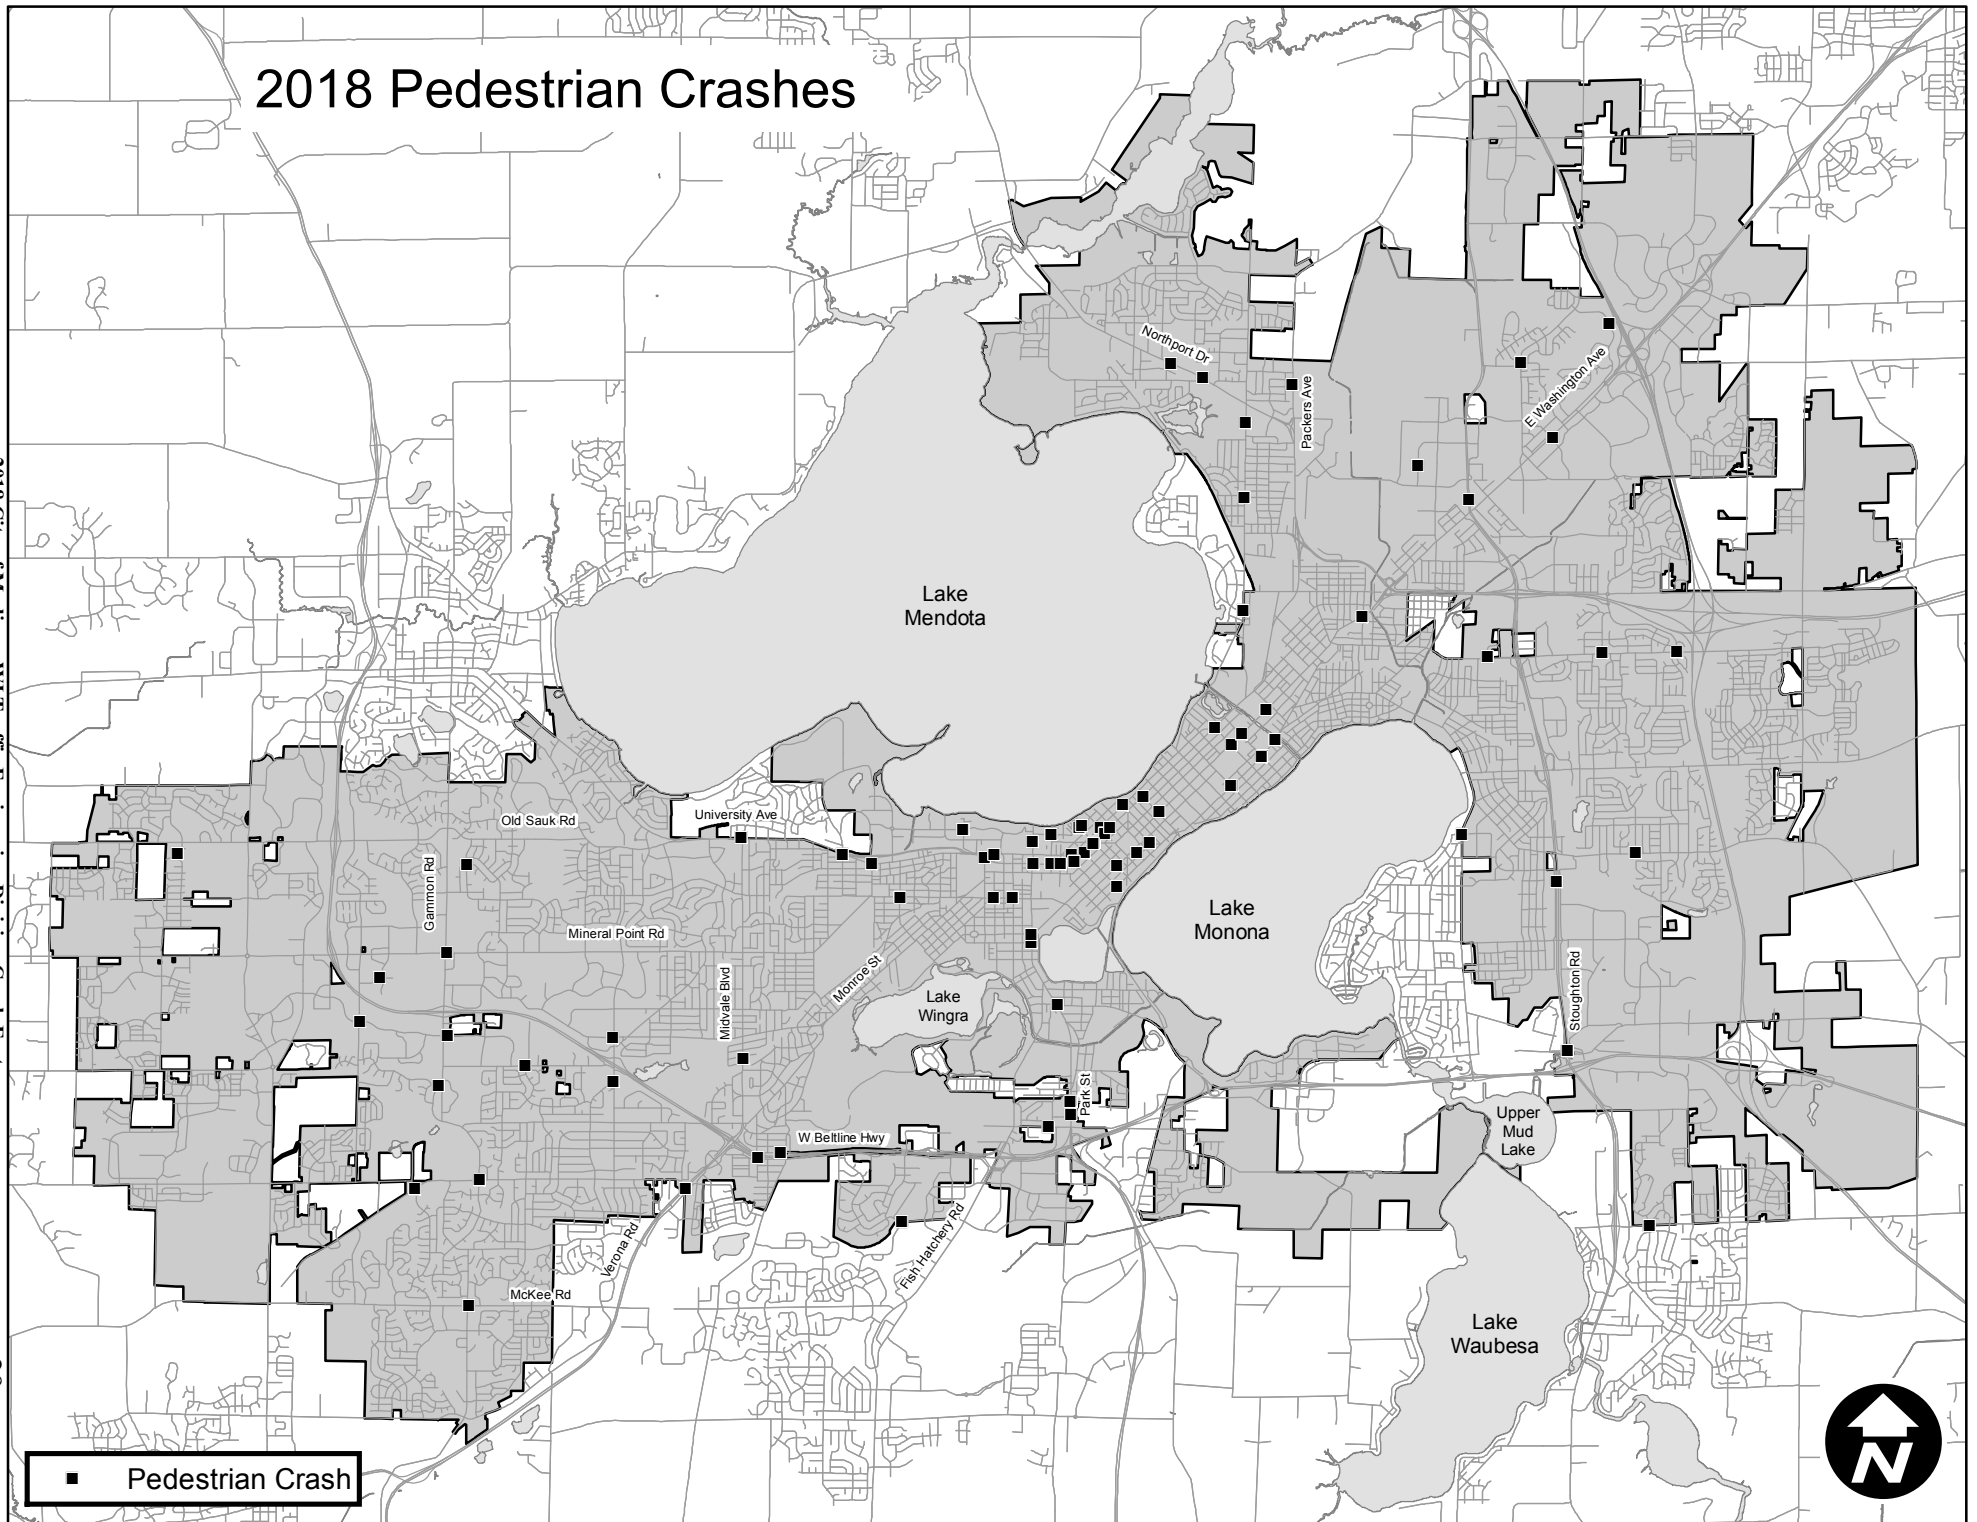 2018 Pedestrian Crashes
Northport Dr
Packers Ave
E Washington Ave
Lake
Mendota
University Ave
Old Sauk Rd
Gammon Rd
Mineral Point Rd
Midvale Blvd
Monroe St
Lake
Wingra
Lake
Monona
Stoughton Rd
Park St
W Beltline Hwy
Upper
Mud
Lake
Verona Rd
Fish Hatchery Rd
McKee Rd
Lake
Waubesa
Pedestrian Crash
N